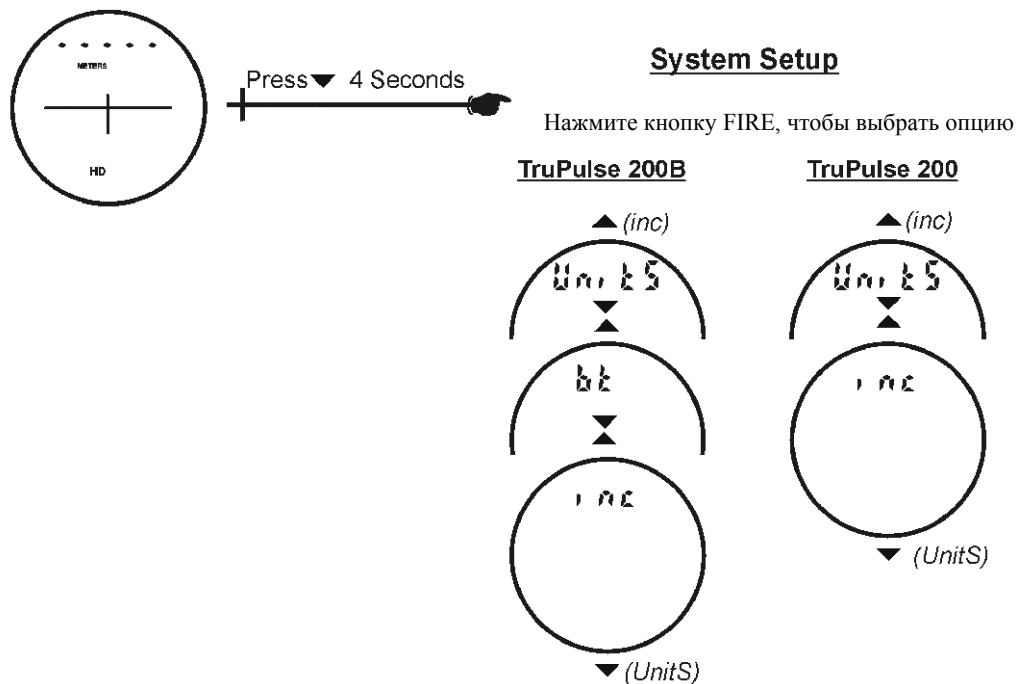 METERS
HD
Press▼ 4 Seconds
System Setup
Нажмите кнопку FIRE, чтобы выбрать опцию
TruPulse 200B
▲ (inc)
UnitS
▼
▲
bt
▼
▲
inc
▼ (UnitS)
TruPulse 200
▲ (inc)
UnitS
▼
▲
inc
▼ (UnitS)